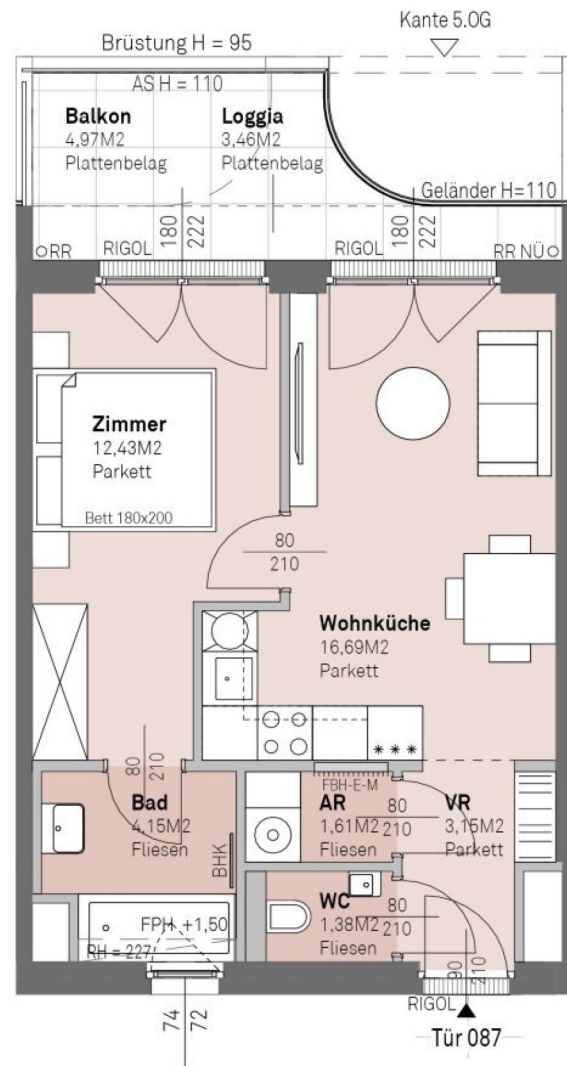 Kante 5.OG
Brüstung H = 95
AS H = 110
Balkon
4,97M2
Plattenbelag
Loggia
3,46M2
Plattenbelag
Geländer H=110
RR
RIGOL
180
222
RIGOL
180
222
RR NÜ
Zimmer
12,43M2
Parkett
Bett 180x200
80
210
Wohnküche
16,69M2
Parkett
80
210
Bad
4,15M2
Fliesen
BHK
FBH-E-M
AR
1,61M2
Fliesen
80
210
VR
3,15M2
Parkett
WC
1,38M2
Fliesen
80
210
FPH +1,50
RH = 227
90
210
RIGOL
74
72
Tür 087